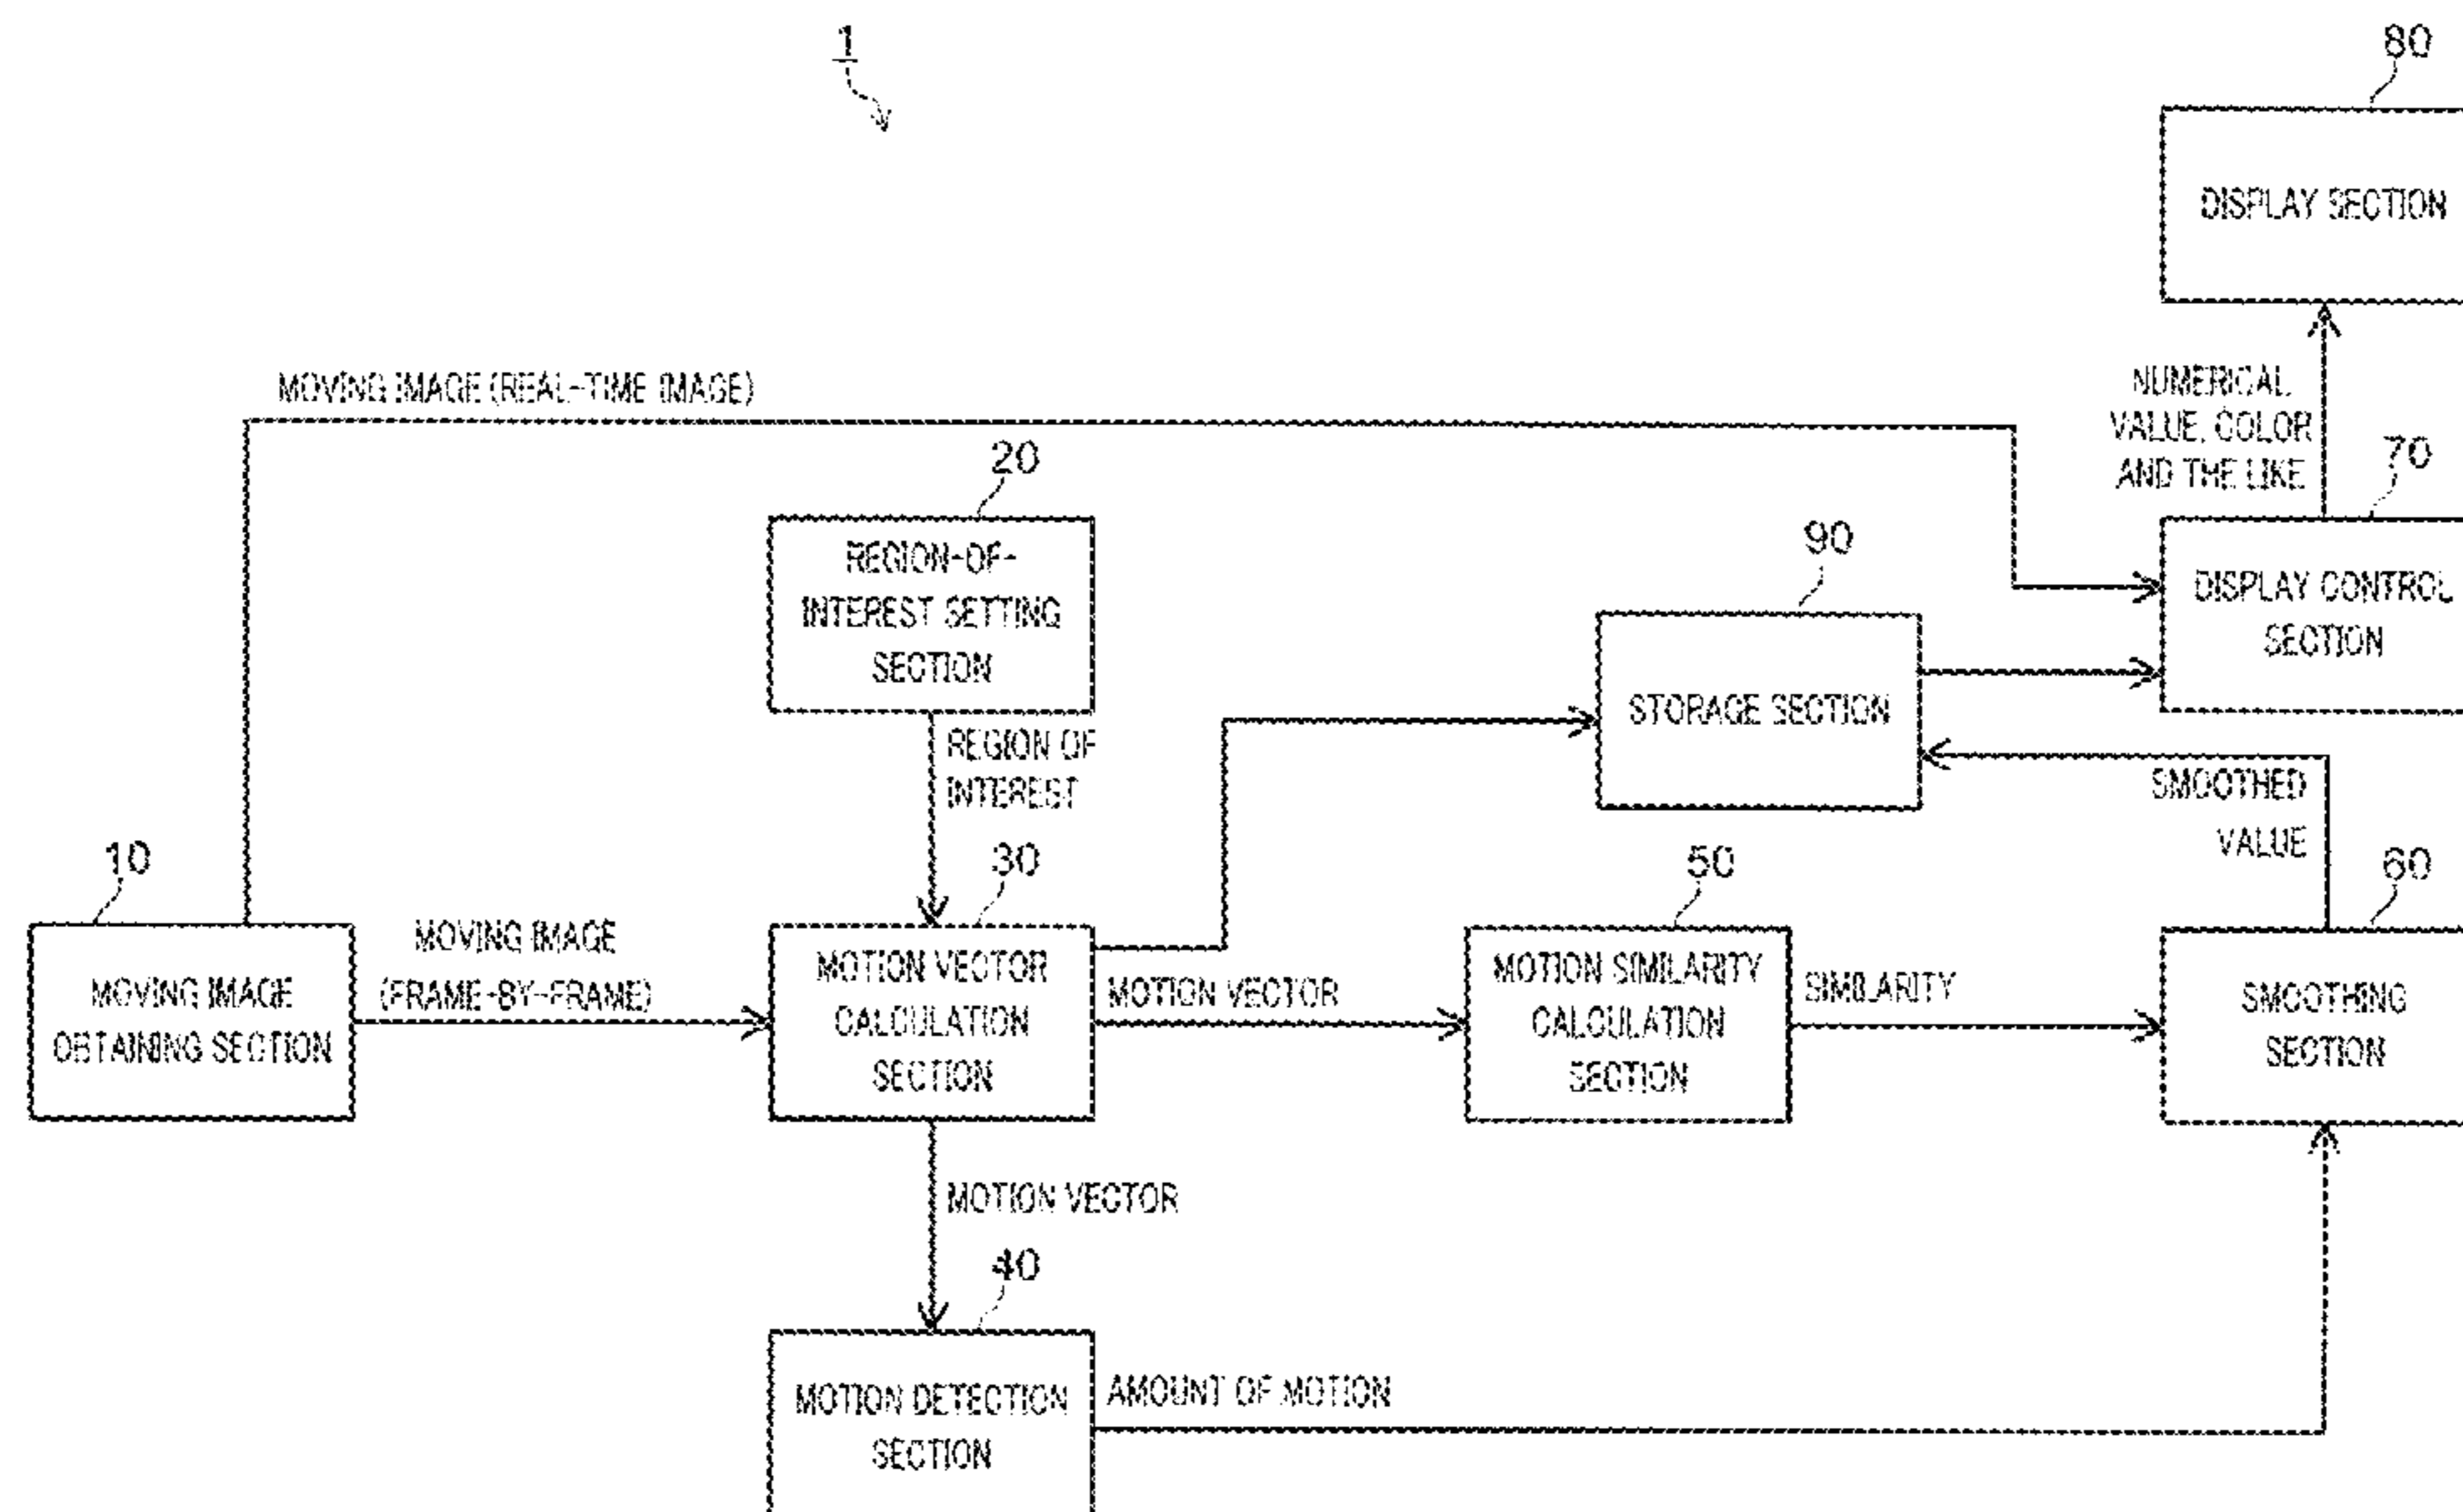 1
80
DISPLAY SECTION
MOVING IMAGE (REAL-TIME IMAGE)
NUMERICAL
VALUE, COLOR
AND THE LIKE
20
70
REGION-OF-
INTEREST SETTING
SECTION
90
DISPLAY CONTROL
SECTION
STORAGE SECTION
REGION OF
INTEREST
SMOOTHED
VALUE
10
30
50
60
MOVING IMAGE
OBTAINING SECTION
MOVING IMAGE
(FRAME-BY-FRAME)
MOTION VECTOR
CALCULATION
SECTION
MOTION VECTOR
MOTION SIMILARITY
CALCULATION
SECTION
SIMILARITY
SMOOTHING
SECTION
MOTION VECTOR
40
MOTION DETECTION
SECTION
AMOUNT OF MOTION